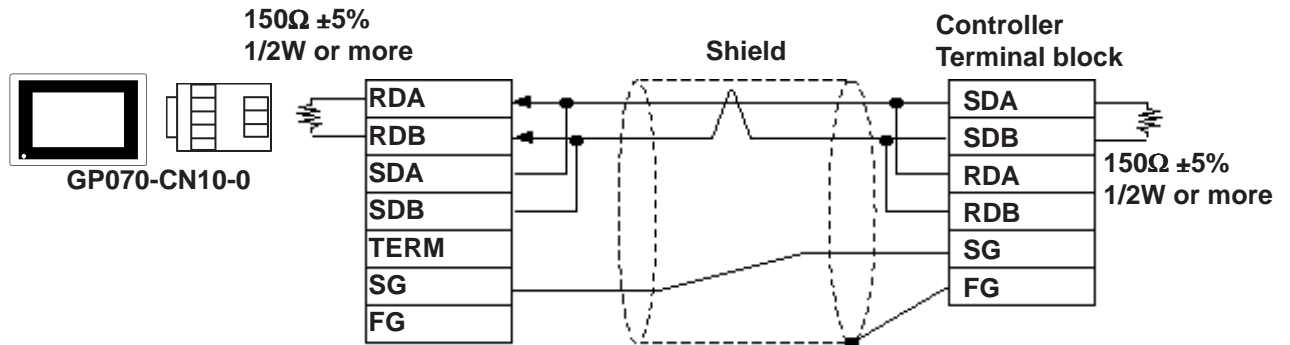 150Ω ±5%
1/2W or more
GP070-CN10-0
RDA
RDB
SDA
SDB
TERM
SG
FG
Shield
Controller
Terminal block
SDA
SDB
RDA
RDB
SG
FG
150Ω ±5%
1/2W or more